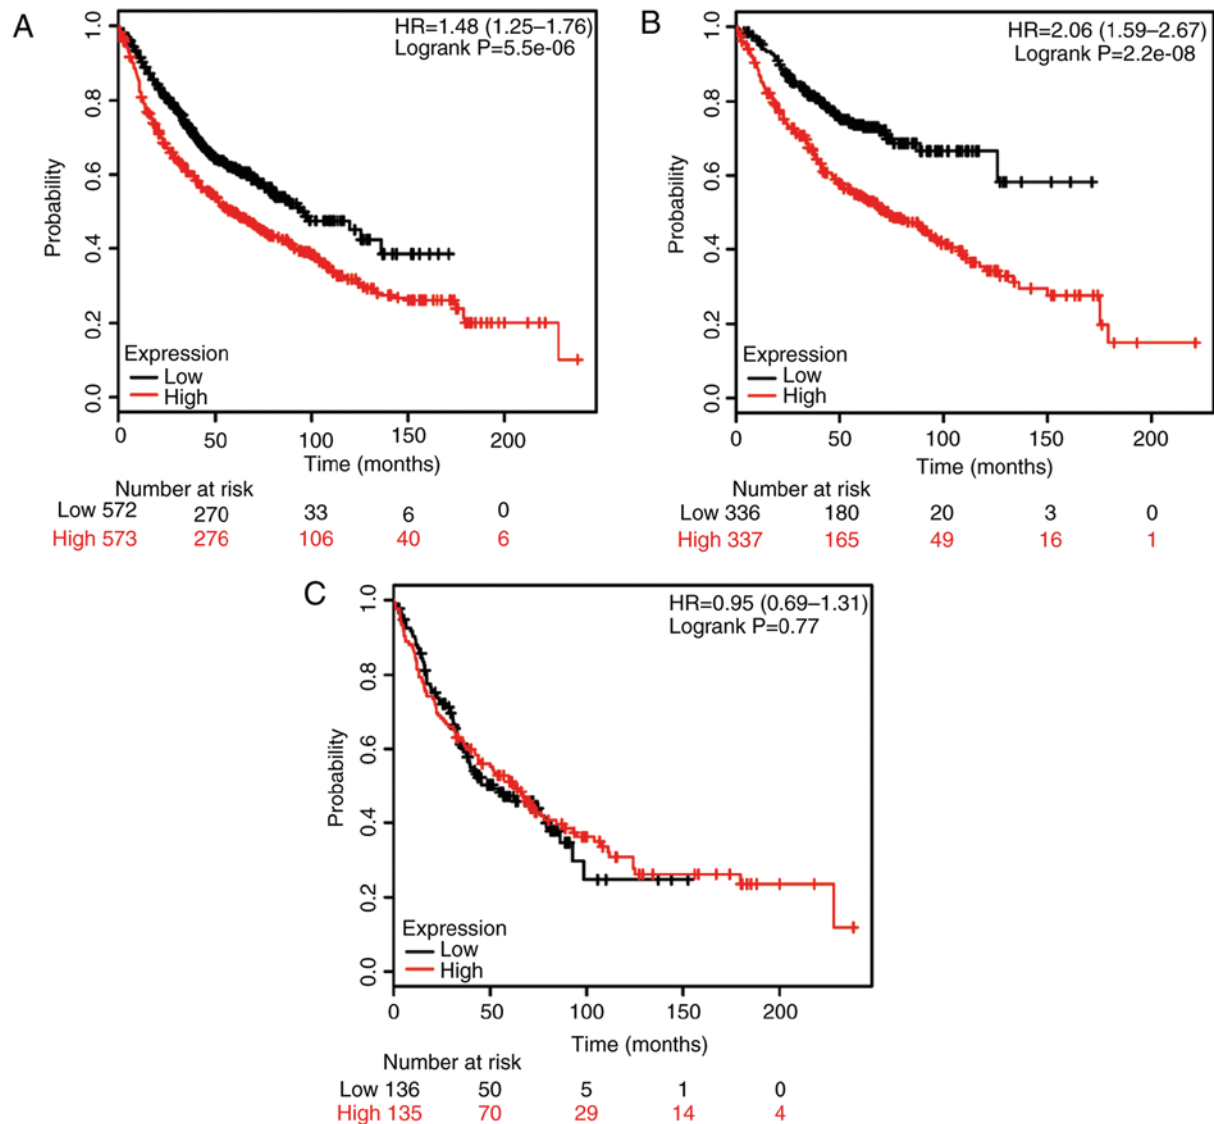 A
HR=1.48 (1.25–1.76)
Logrank P=5.5e-06
Probability
1.0
0.8
0.6
0.4
0.2
0.0
Expression
Low
High
0 50 100 150 200
Time (months)
Number at risk
Low 572 270 33 6 0
High 573 276 106 40 6
B
HR=2.06 (1.59–2.67)
Logrank P=2.2e-08
Probability
1.0
0.8
0.6
0.4
0.2
0.0
Expression
Low
High
0 50 100 150 200
Time (months)
Number at risk
Low 336 180 20 3 0
High 337 165 49 16 1
C
HR=0.95 (0.69–1.31)
Logrank P=0.77
Probability
1.0
0.8
0.6
0.4
0.2
0.0
Expression
Low
High
0 50 100 150 200
Time (months)
Number at risk
Low 136 50 5 1 0
High 135 70 29 14 4